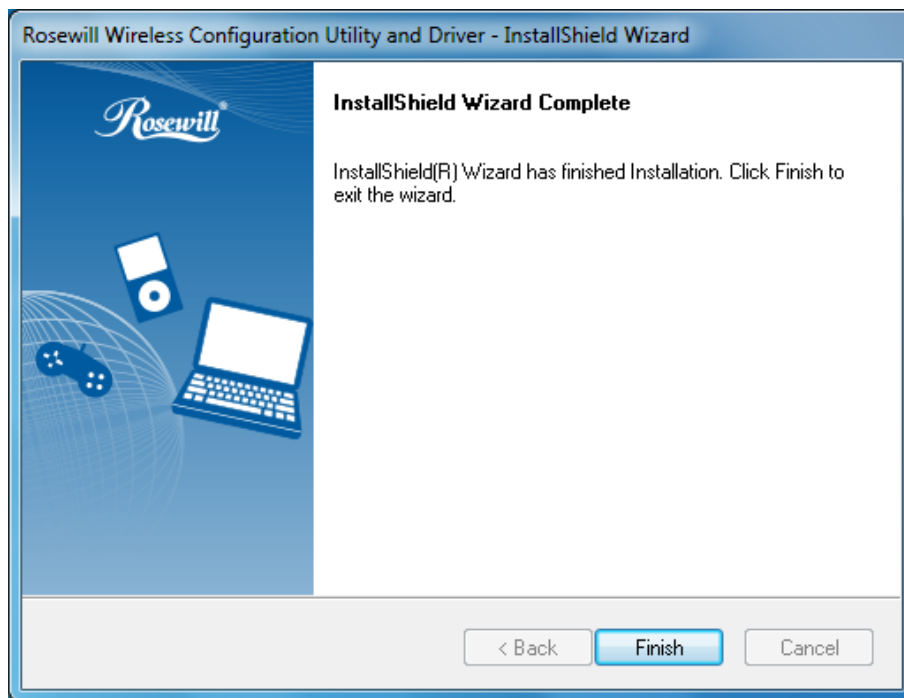 Rosewill Wireless Configuration Utility and Driver - InstallShield Wizard
Rosewill®
InstallShield Wizard Complete
InstallShield(R) Wizard has finished Installation. Click Finish to
exit the wizard.
< Back
Finish
Cancel